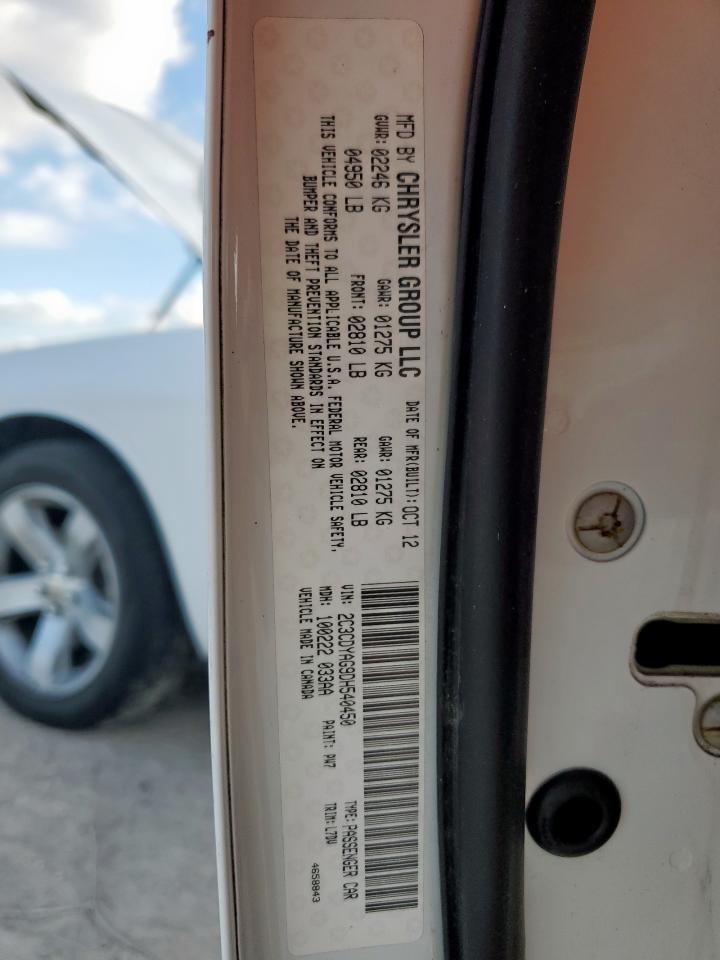 MFD BY CHRYSLER GROUP LLC DATE OF MFR(BUILT): OCT 12
GVWR: 02246 KG GAWR: 01275 KG GAWR: 01275 KG
04950 LB FRONT: 02810 LB REAR: 02810 LB
THIS VEHICLE CONFORMS TO ALL APPLICABLE U.S.A. FEDERAL MOTOR VEHICLE SAFETY,
BUMPER AND THEFT PREVENTION STANDARDS IN EFFECT ON
THE DATE OF MANUFACTURE SHOWN ABOVE.
VIN: 2C3CDYAG9DH540450 TYPE: PASSENGER CAR
MDH: 100222 033AA PAINT: PW7 TRIM: L7DV
VEHICLE MADE IN CANADA 4658843